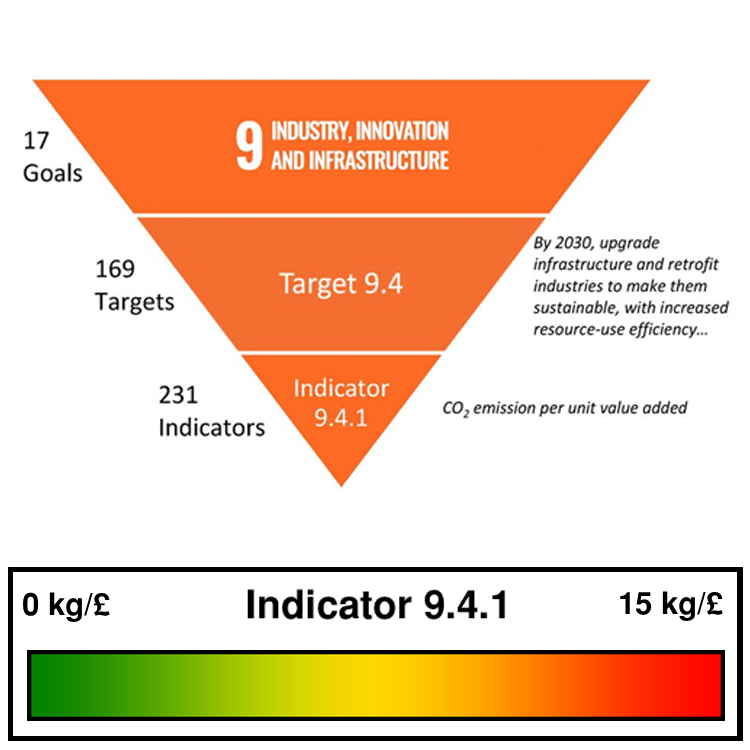 17
Goals
9 INDUSTRY, INNOVATION
AND INFRASTRUCTURE
169
Targets
Target 9.4
By 2030, upgrade
infrastructure and retrofit
industries to make them
sustainable, with increased
resource-use efficiency...
231
Indicators
Indicator
9.4.1
CO₂ emission per unit value added
0 kg/£
Indicator 9.4.1
15 kg/£